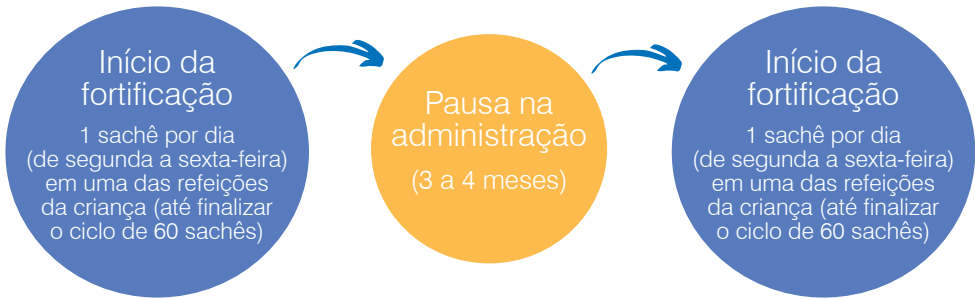 Início da
fortificação
1 sachê por dia
(de segunda a sexta-feira)
em uma das refeições
da criança (até finalizar
o ciclo de 60 sachês)
Pausa na
administração
(3 a 4 meses)
Início da
fortificação
1 sachê por dia
(de segunda a sexta-feira)
em uma das refeições
da criança (até finalizar
o ciclo de 60 sachês)